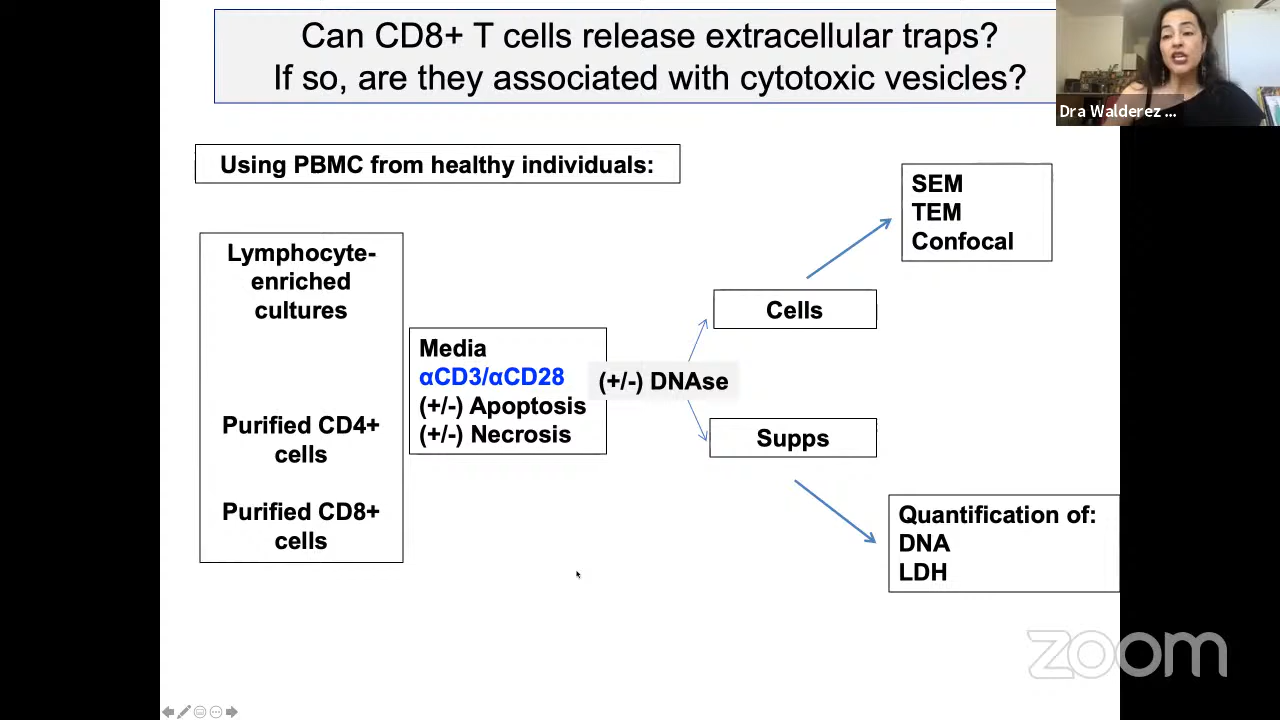 Can CD8+ T cells release extracellular traps?
If so, are they associated with cytotoxic vesicles?
Dra Walderez ...
Using PBMC from healthy individuals:
SEM
TEM
Confocal
Lymphocyte-
enriched
cultures
Purified CD4+
cells
Purified CD8+
cells
Media
αCD3/αCD28
(+/-) Apoptosis
(+/-) Necrosis
(+/-) DNAse
Cells
Supps
Quantification of:
DNA
LDH
zoom